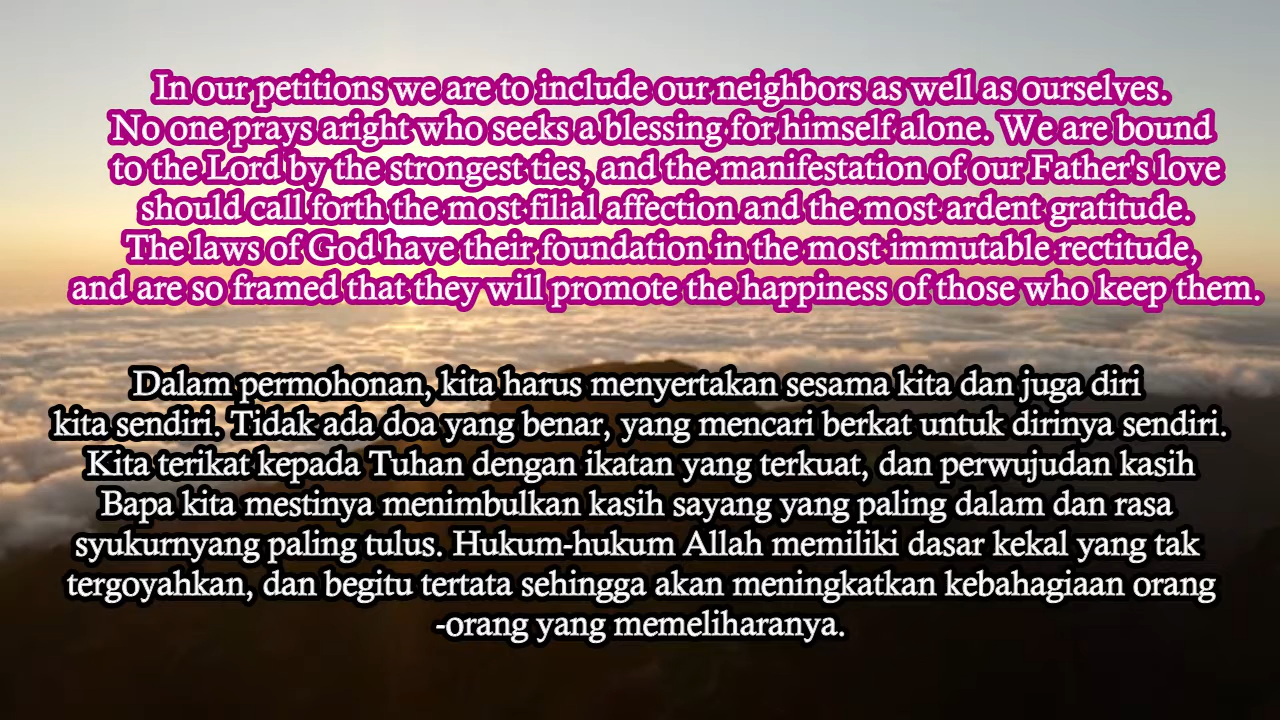 In our petitions we are to include our neighbors as well as ourselves.
No one prays aright who seeks a blessing for himself alone. We are bound
to the Lord by the strongest ties, and the manifestation of our Father's love
should call forth the most filial affection and the most ardent gratitude.
The laws of God have their foundation in the most immutable rectitude,
and are so framed that they will promote the happiness of those who keep them.
Dalam permohonan, kita harus menyertakan sesama kita dan juga diri
kita sendiri. Tidak ada doa yang benar, yang mencari berkat untuk dirinya sendiri.
Kita terikat kepada Tuhan dengan ikatan yang terkuat, dan perwujudan kasih
Bapa kita mestinya menimbulkan kasih sayang yang paling dalam dan rasa
syukurnyang paling tulus. Hukum-hukum Allah memiliki dasar kekal yang tak
tergoyahkan, dan begitu tertata sehingga akan meningkatkan kebahagiaan orang
-orang yang memeliharanya.